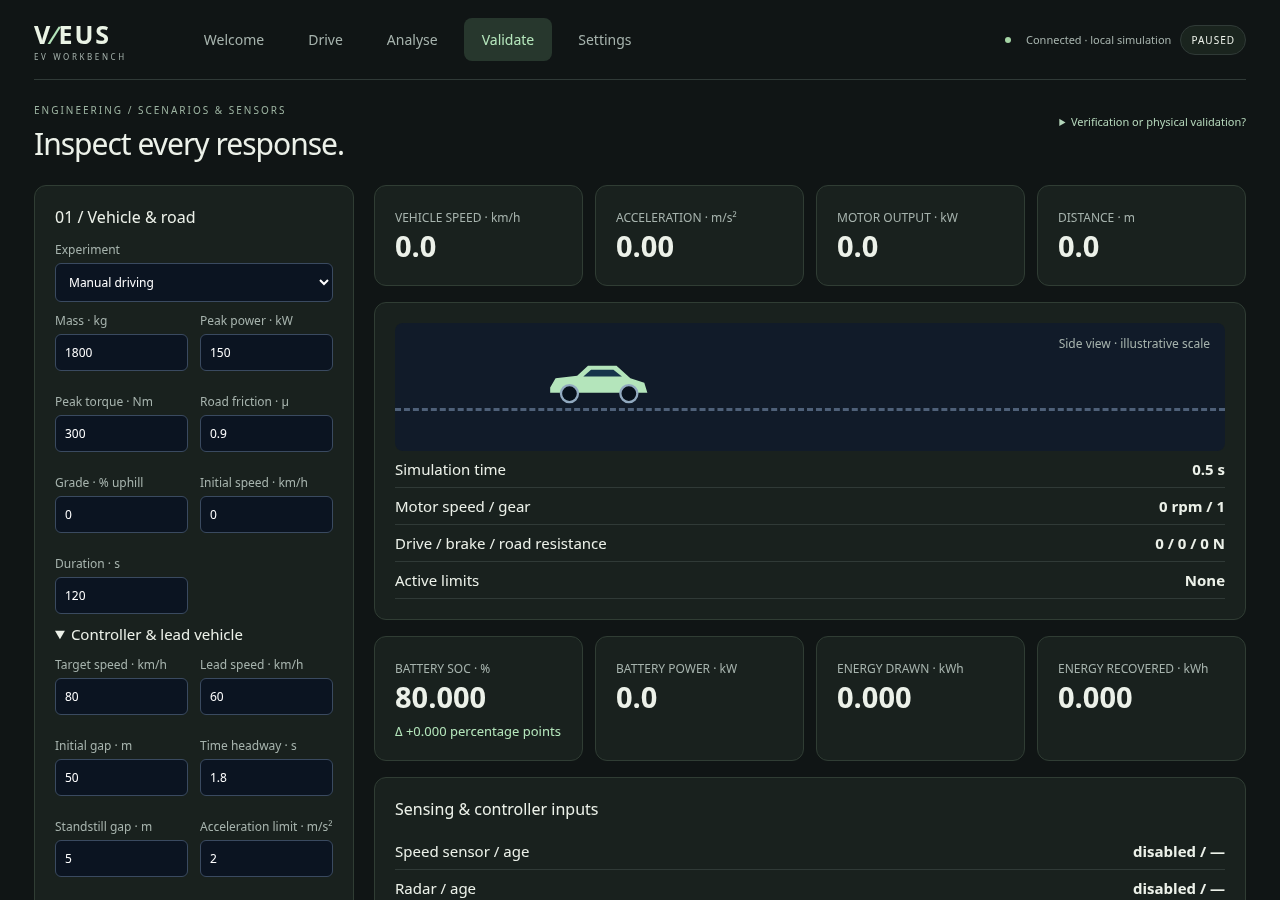 V/EUS
EV WORKBENCH
Welcome
Drive
Analyse
Validate
Settings
Connected · local simulation
PAUSED
ENGINEERING / SCENARIOS & SENSORS
Inspect every response.
▶ Verification or physical validation?
01 / Vehicle & road
Experiment
Manual driving
Mass · kg
Peak power · kW
1800
150
Peak torque · Nm
Road friction · μ
300
0.9
Grade · % uphill
Initial speed · km/h
0
0
Duration · s
120
▼ Controller & lead vehicle
Target speed · km/h
Lead speed · km/h
80
60
Initial gap · m
Time headway · s
50
1.8
Standstill gap · m
Acceleration limit · m/s²
5
2
VEHICLE SPEED · km/h
0.0
ACCELERATION · m/s²
0.00
MOTOR OUTPUT · kW
0.0
DISTANCE · m
0.0
Side view · illustrative scale
Simulation time 0.5 s
Motor speed / gear 0 rpm / 1
Drive / brake / road resistance 0 / 0 / 0 N
Active limits None
BATTERY SOC · %
80.000
Δ +0.000 percentage points
BATTERY POWER · kW
0.0
ENERGY DRAWN · kWh
0.000
ENERGY RECOVERED · kWh
0.000
Sensing & controller inputs
Speed sensor / age disabled / —
Radar / age disabled / —